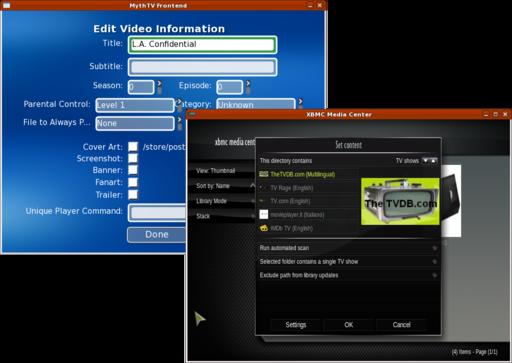 MythTV Frontend
Edit Video Information
Title: L.A. Confidential
Subtitle:
Season: 0 Episode: 0
Parental Control: Level 1 ategory: Unknown
File to Always P... None
Cover Art: /store/post
Screenshot:
Banner:
Fanart:
Trailer:
Unique Player Command:
Done
XBMC Media Center
xbmc media cent
View: Thumbnail
Sort by: Name
Library Mode
Stack
Set content
This directory contains TV shows
TheTVDB.com (Multilingual)
TV Rage (English)
TV.com (English)
movieplayer.it (Italiano)
IMDb TV (English)
The TVDB.com
Run automated scan
Selected folder contains a single TV show
Exclude path from library updates
Settings OK Cancel
(4) Items - Page (1/1)